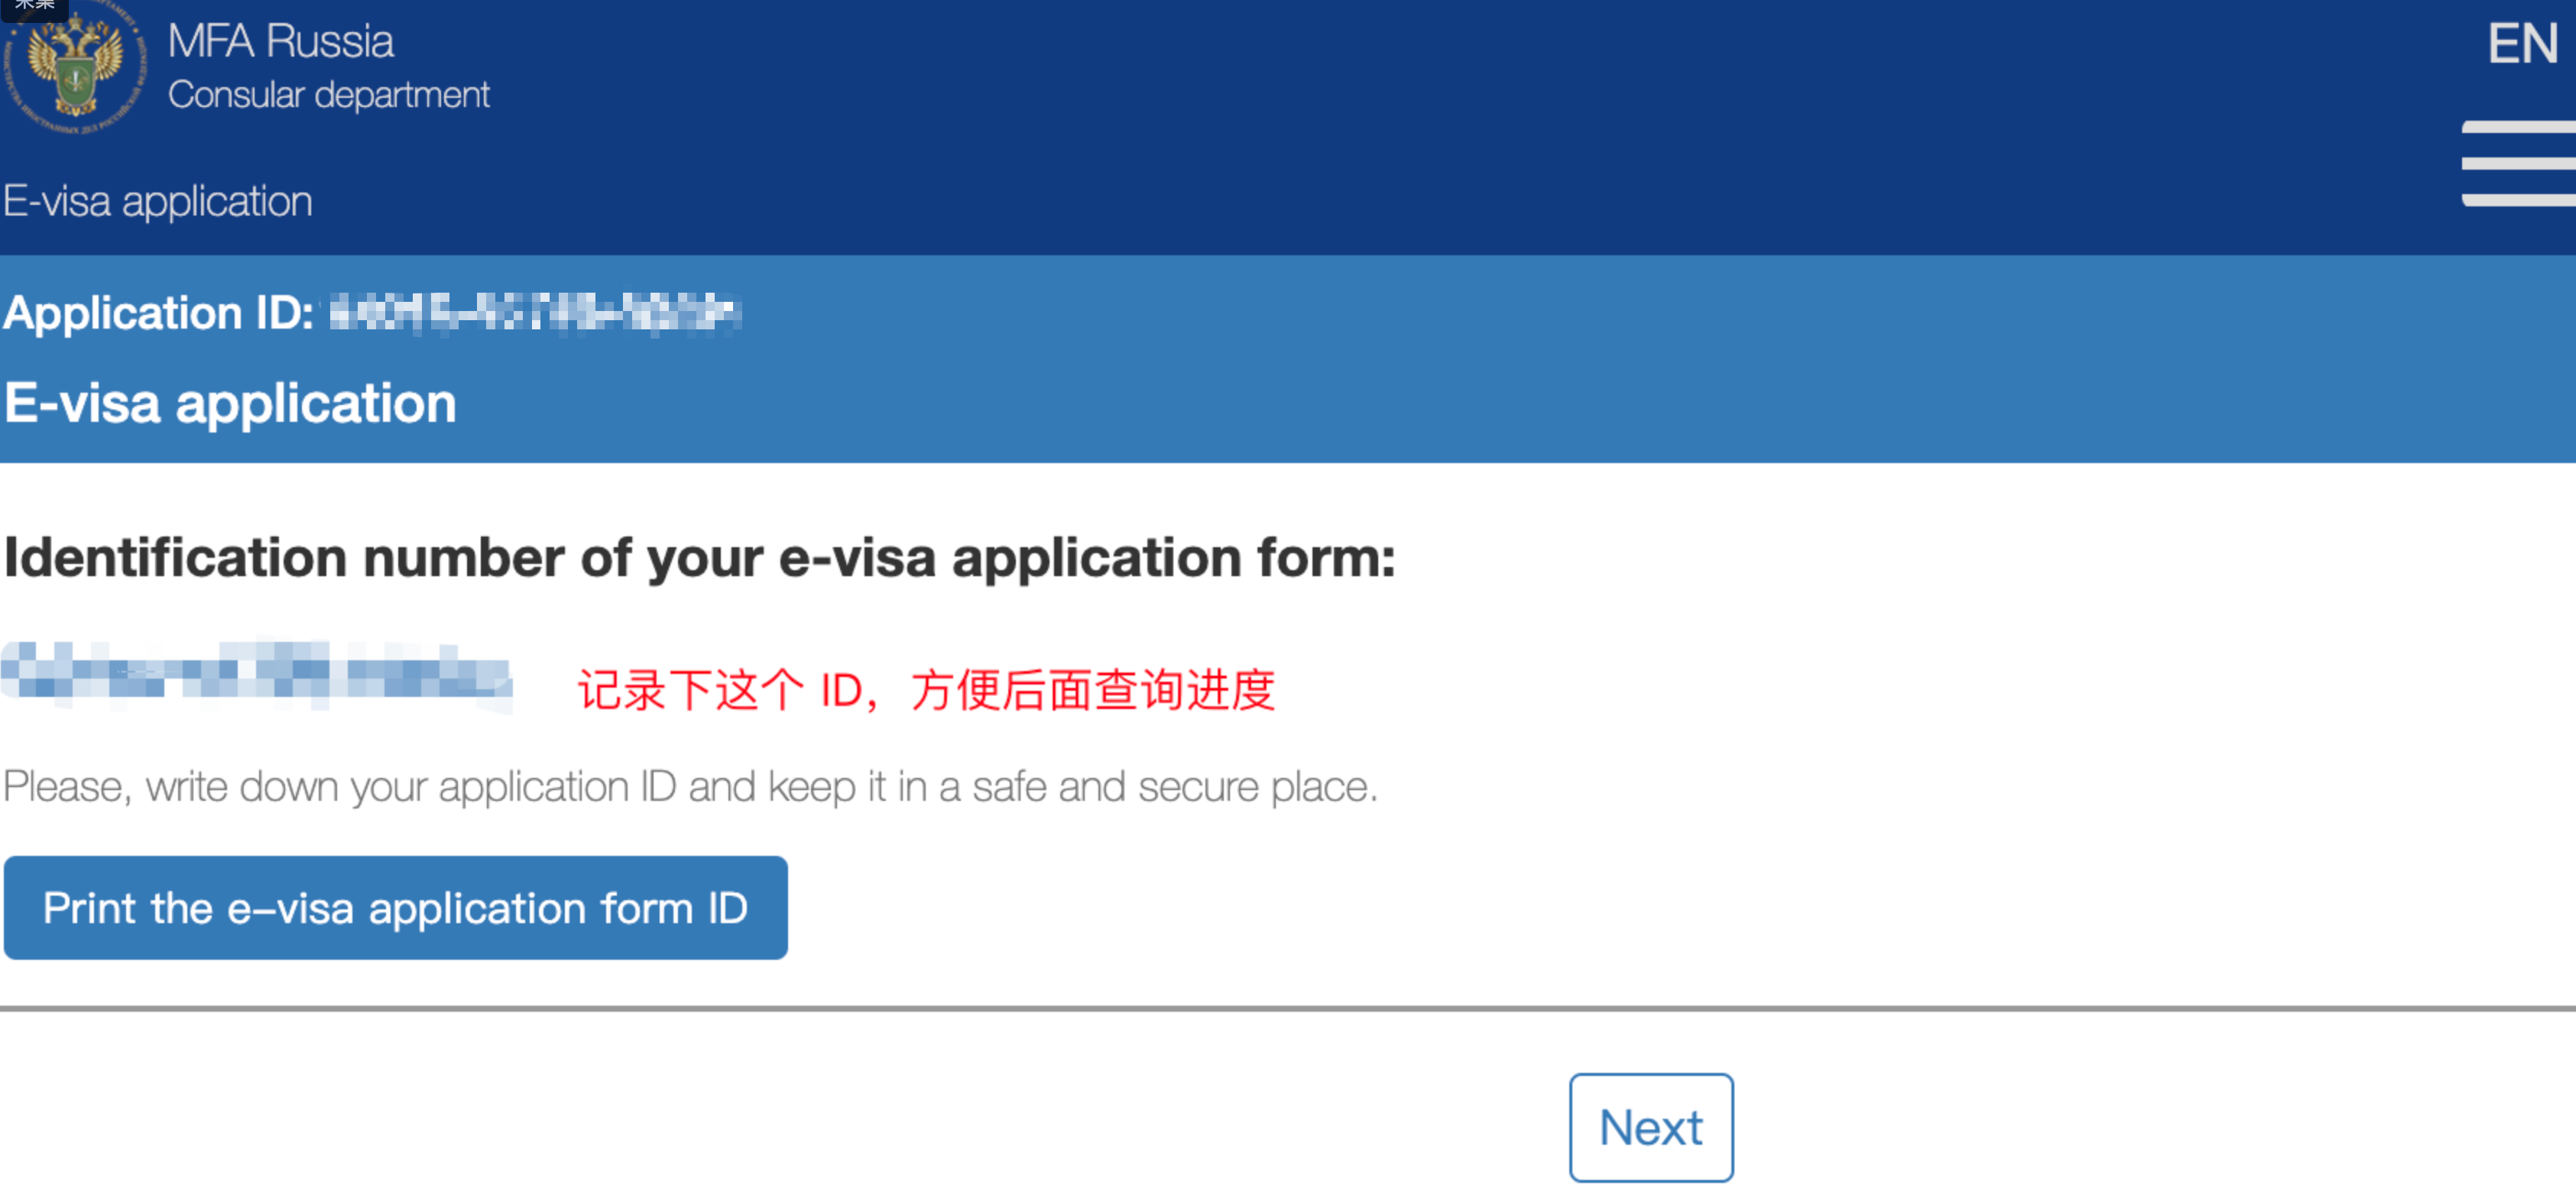 MFA Russia
Consular department
EN
E-visa application
Application ID:
E-visa application
Identification number of your e-visa application form:
记录下这个 ID，方便后面查询进度
Please, write down your application ID and keep it in a safe and secure place.
Print the e-visa application form ID
Next